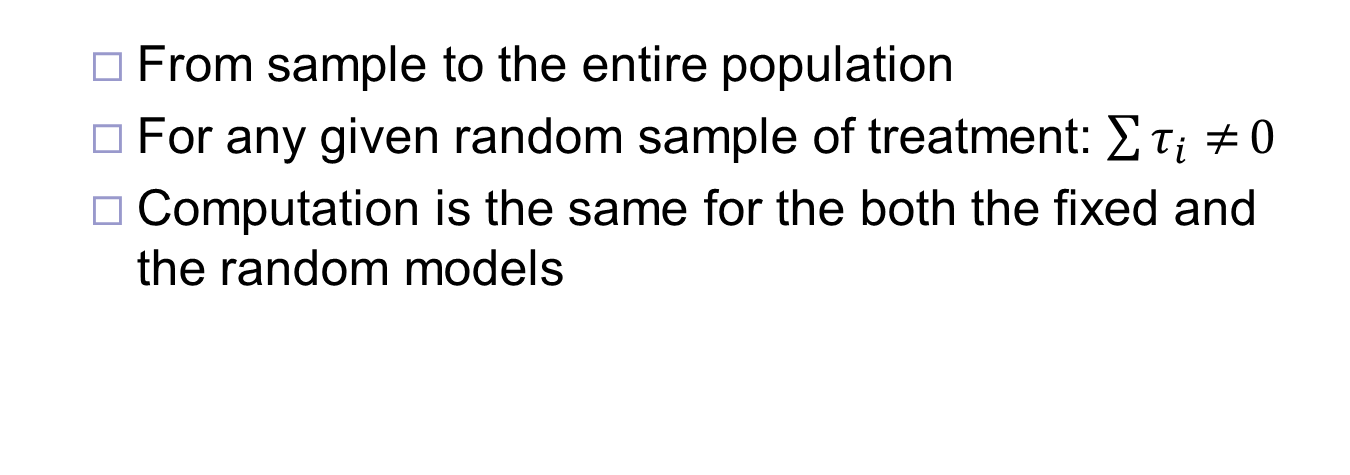 □ From sample to the entire population
□ For any given random sample of treatment: ∑ τᵢ ≠ 0
□ Computation is the same for the both the fixed and
the random models